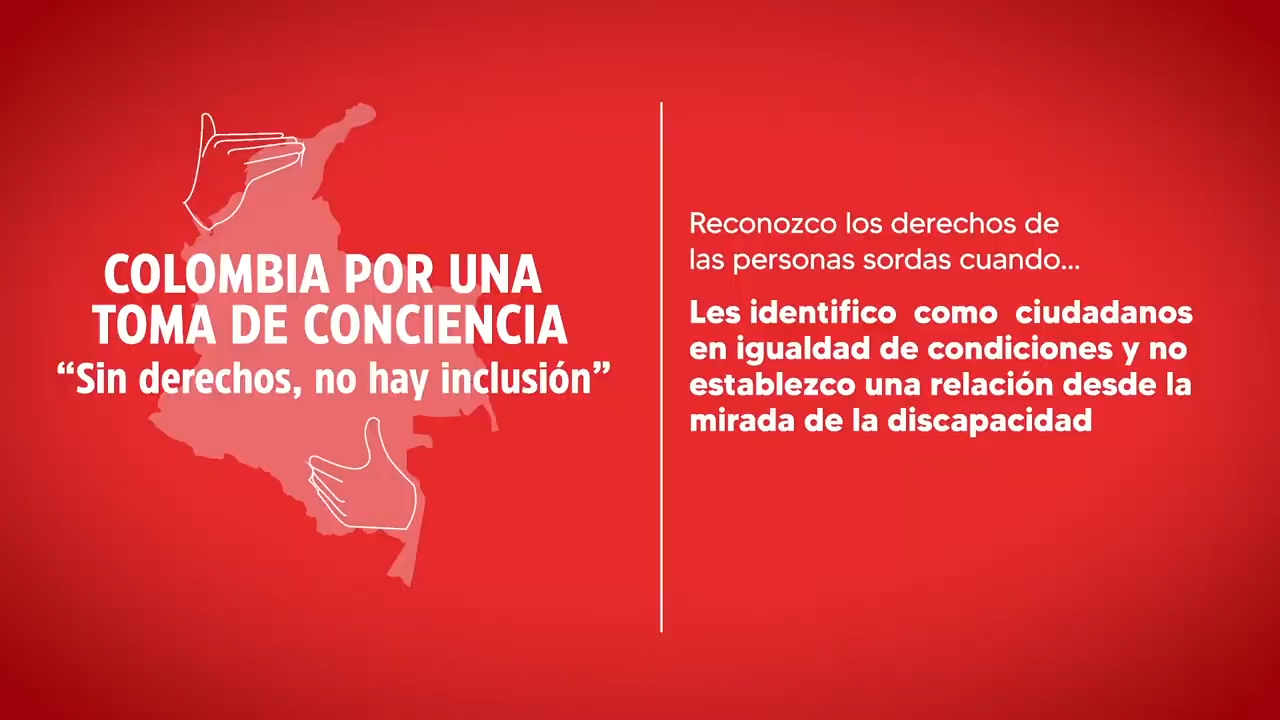 COLOMBIA POR UNA
TOMA DE CONCIENCIA
“Sin derechos, no hay inclusión”
Reconozco los derechos de
las personas sordas cuando...
Les identifico como ciudadanos
en igualdad de condiciones y no
establezco una relación desde la
mirada de la discapacidad